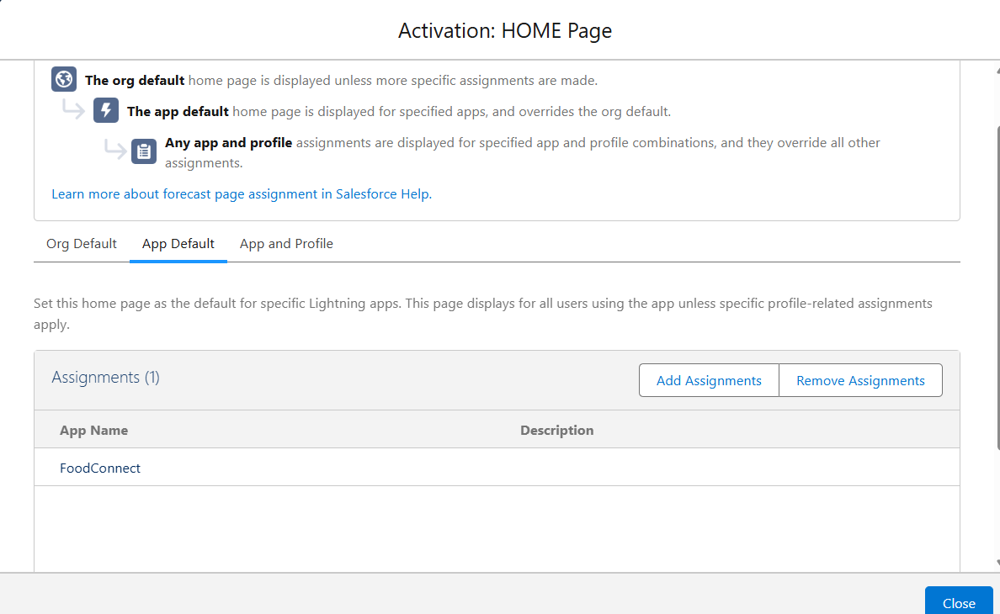 Activation: HOME Page
The org default home page is displayed unless more specific assignments are made.
The app default home page is displayed for specified apps, and overrides the org default.
Any app and profile assignments are displayed for specified app and profile combinations, and they override all other
assignments.
Learn more about forecast page assignment in Salesforce Help.
Org Default App Default App and Profile
Set this home page as the default for specific Lightning apps. This page displays for all users using the app unless specific profile-related assignments
apply.
Assignments (1) Add Assignments Remove Assignments
App Name Description
FoodConnect
Close